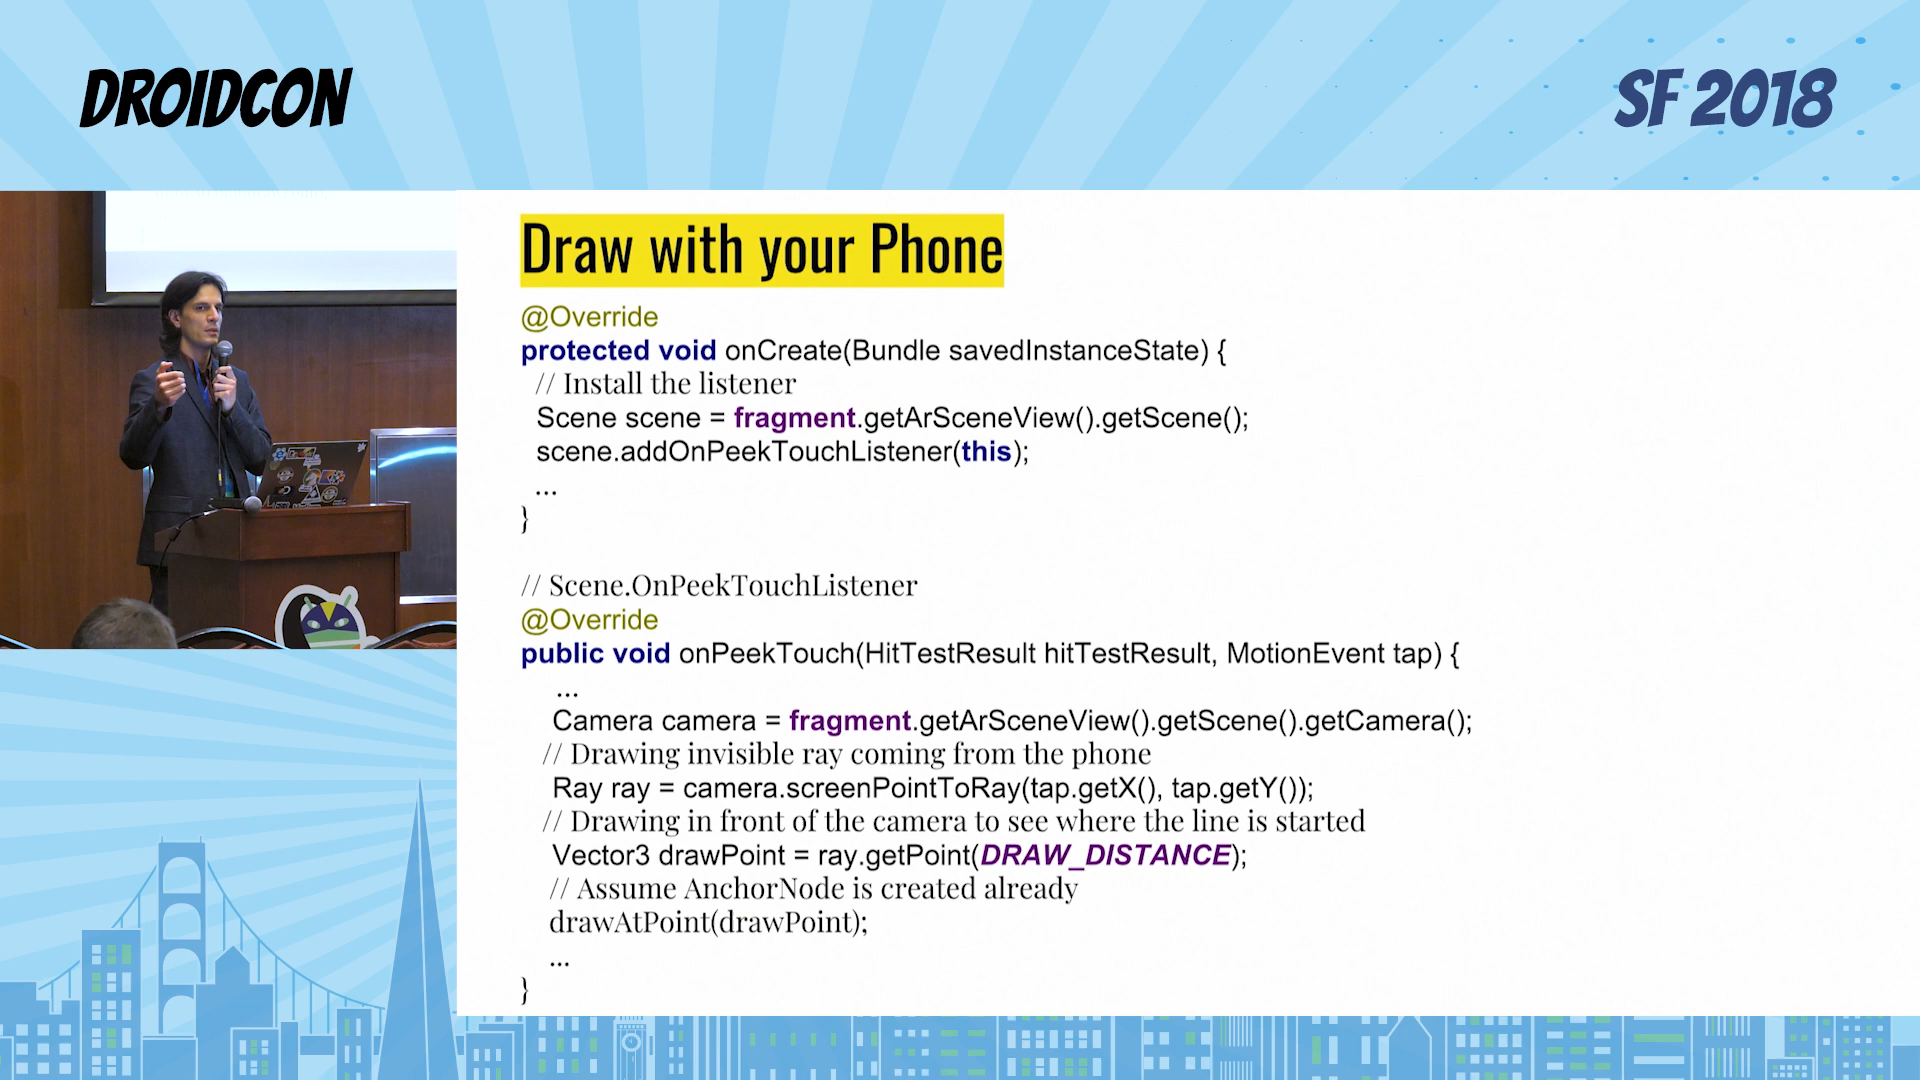 DROIDCON
SF 2018
Draw with your Phone
@Override
protected void onCreate(Bundle savedInstanceState) {
// Install the listener
Scene scene = fragment.getArSceneView().getScene();
scene.addOnPeekTouchListener(this);
...
}
// Scene.OnPeekTouchListener
@Override
public void onPeekTouch(HitTestResult hitTestResult, MotionEvent tap) {
...
Camera camera = fragment.getArSceneView().getScene().getCamera();
// Drawing invisible ray coming from the phone
Ray ray = camera.screenPointToRay(tap.getX(), tap.getY());
// Drawing in front of the camera to see where the line is started
Vector3 drawPoint = ray.getPoint(DRAW_DISTANCE);
// Assume AnchorNode is created already
drawAtPoint(drawPoint);
...
}